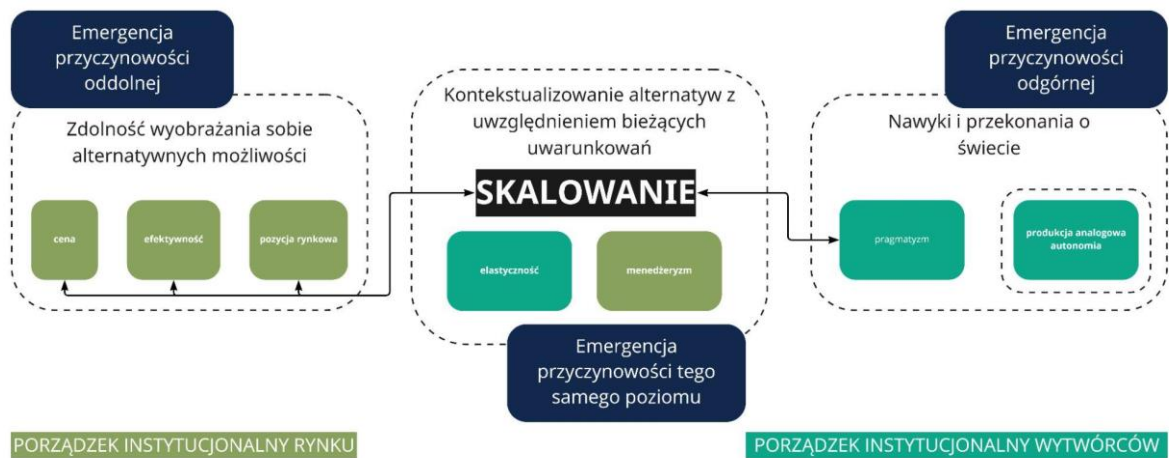 Emergencja
przyczynowości
oddolnej
Zdolność wyobrażania sobie
alternatywnych możliwości
cena
efektywność
pozycja rynkowa
Kontekstualizowanie alternatyw z
uwzględnieniem bieżących
uwarunkowań
SKALOWANIE
elastyczność
menedżeryzm
Emergencja
przyczynowości tego
samego poziomu
Emergencja
przyczynowości
odgórnej
Nawyki i przekonania o
świecie
pragmatyzm
produkcja analogowa
autonomia
PORZĄDZEK INSTYTUCJONALNY RYNKU
PORZĄDZEK INSTYTUCJONALNY WYTWÓRCÓW